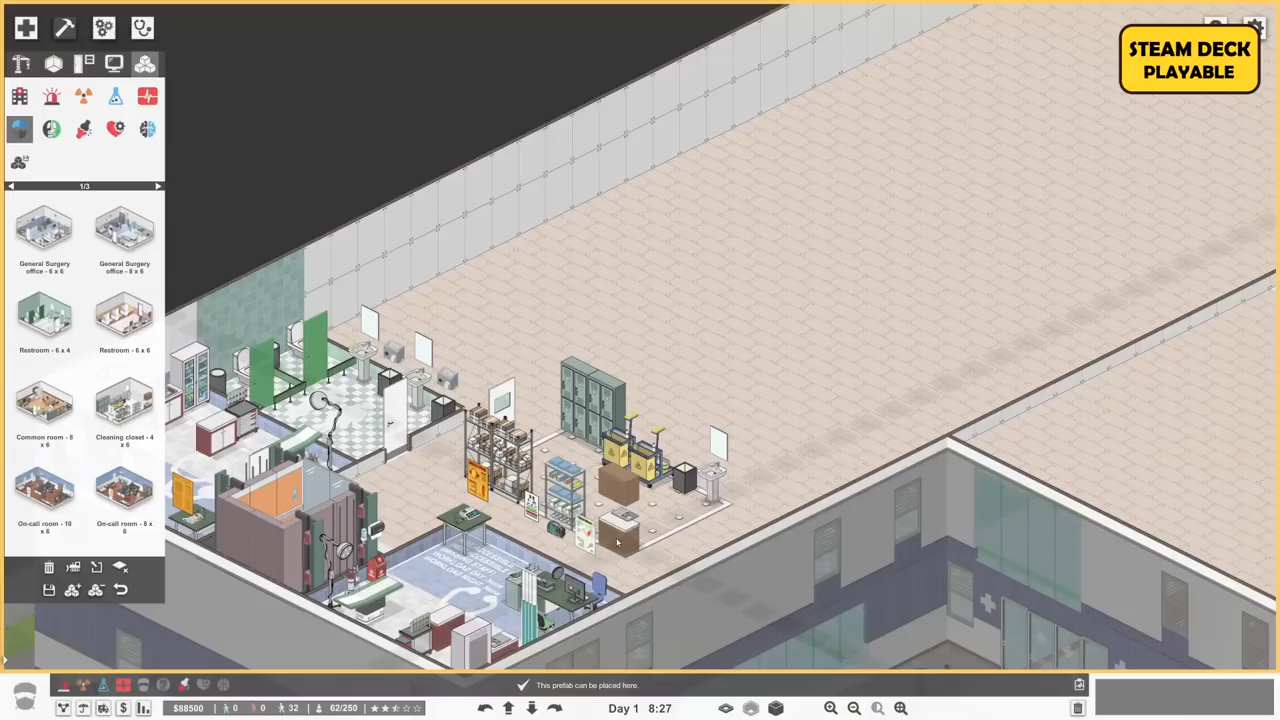 STEAM DECK
PLAYABLE
1/3
General Surgery
office - 6 x 6
General Surgery
office - 8 x 6
Restroom - 6 x 4
Restroom - 6 x 6
Common room - 8
x 6
Cleaning closet - 4
x 6
On-call room - 10
x 6
On-call room - 8 x
6
This prefab can be placed here.
$88500
0
0
32
62/250
Day 1 8:27